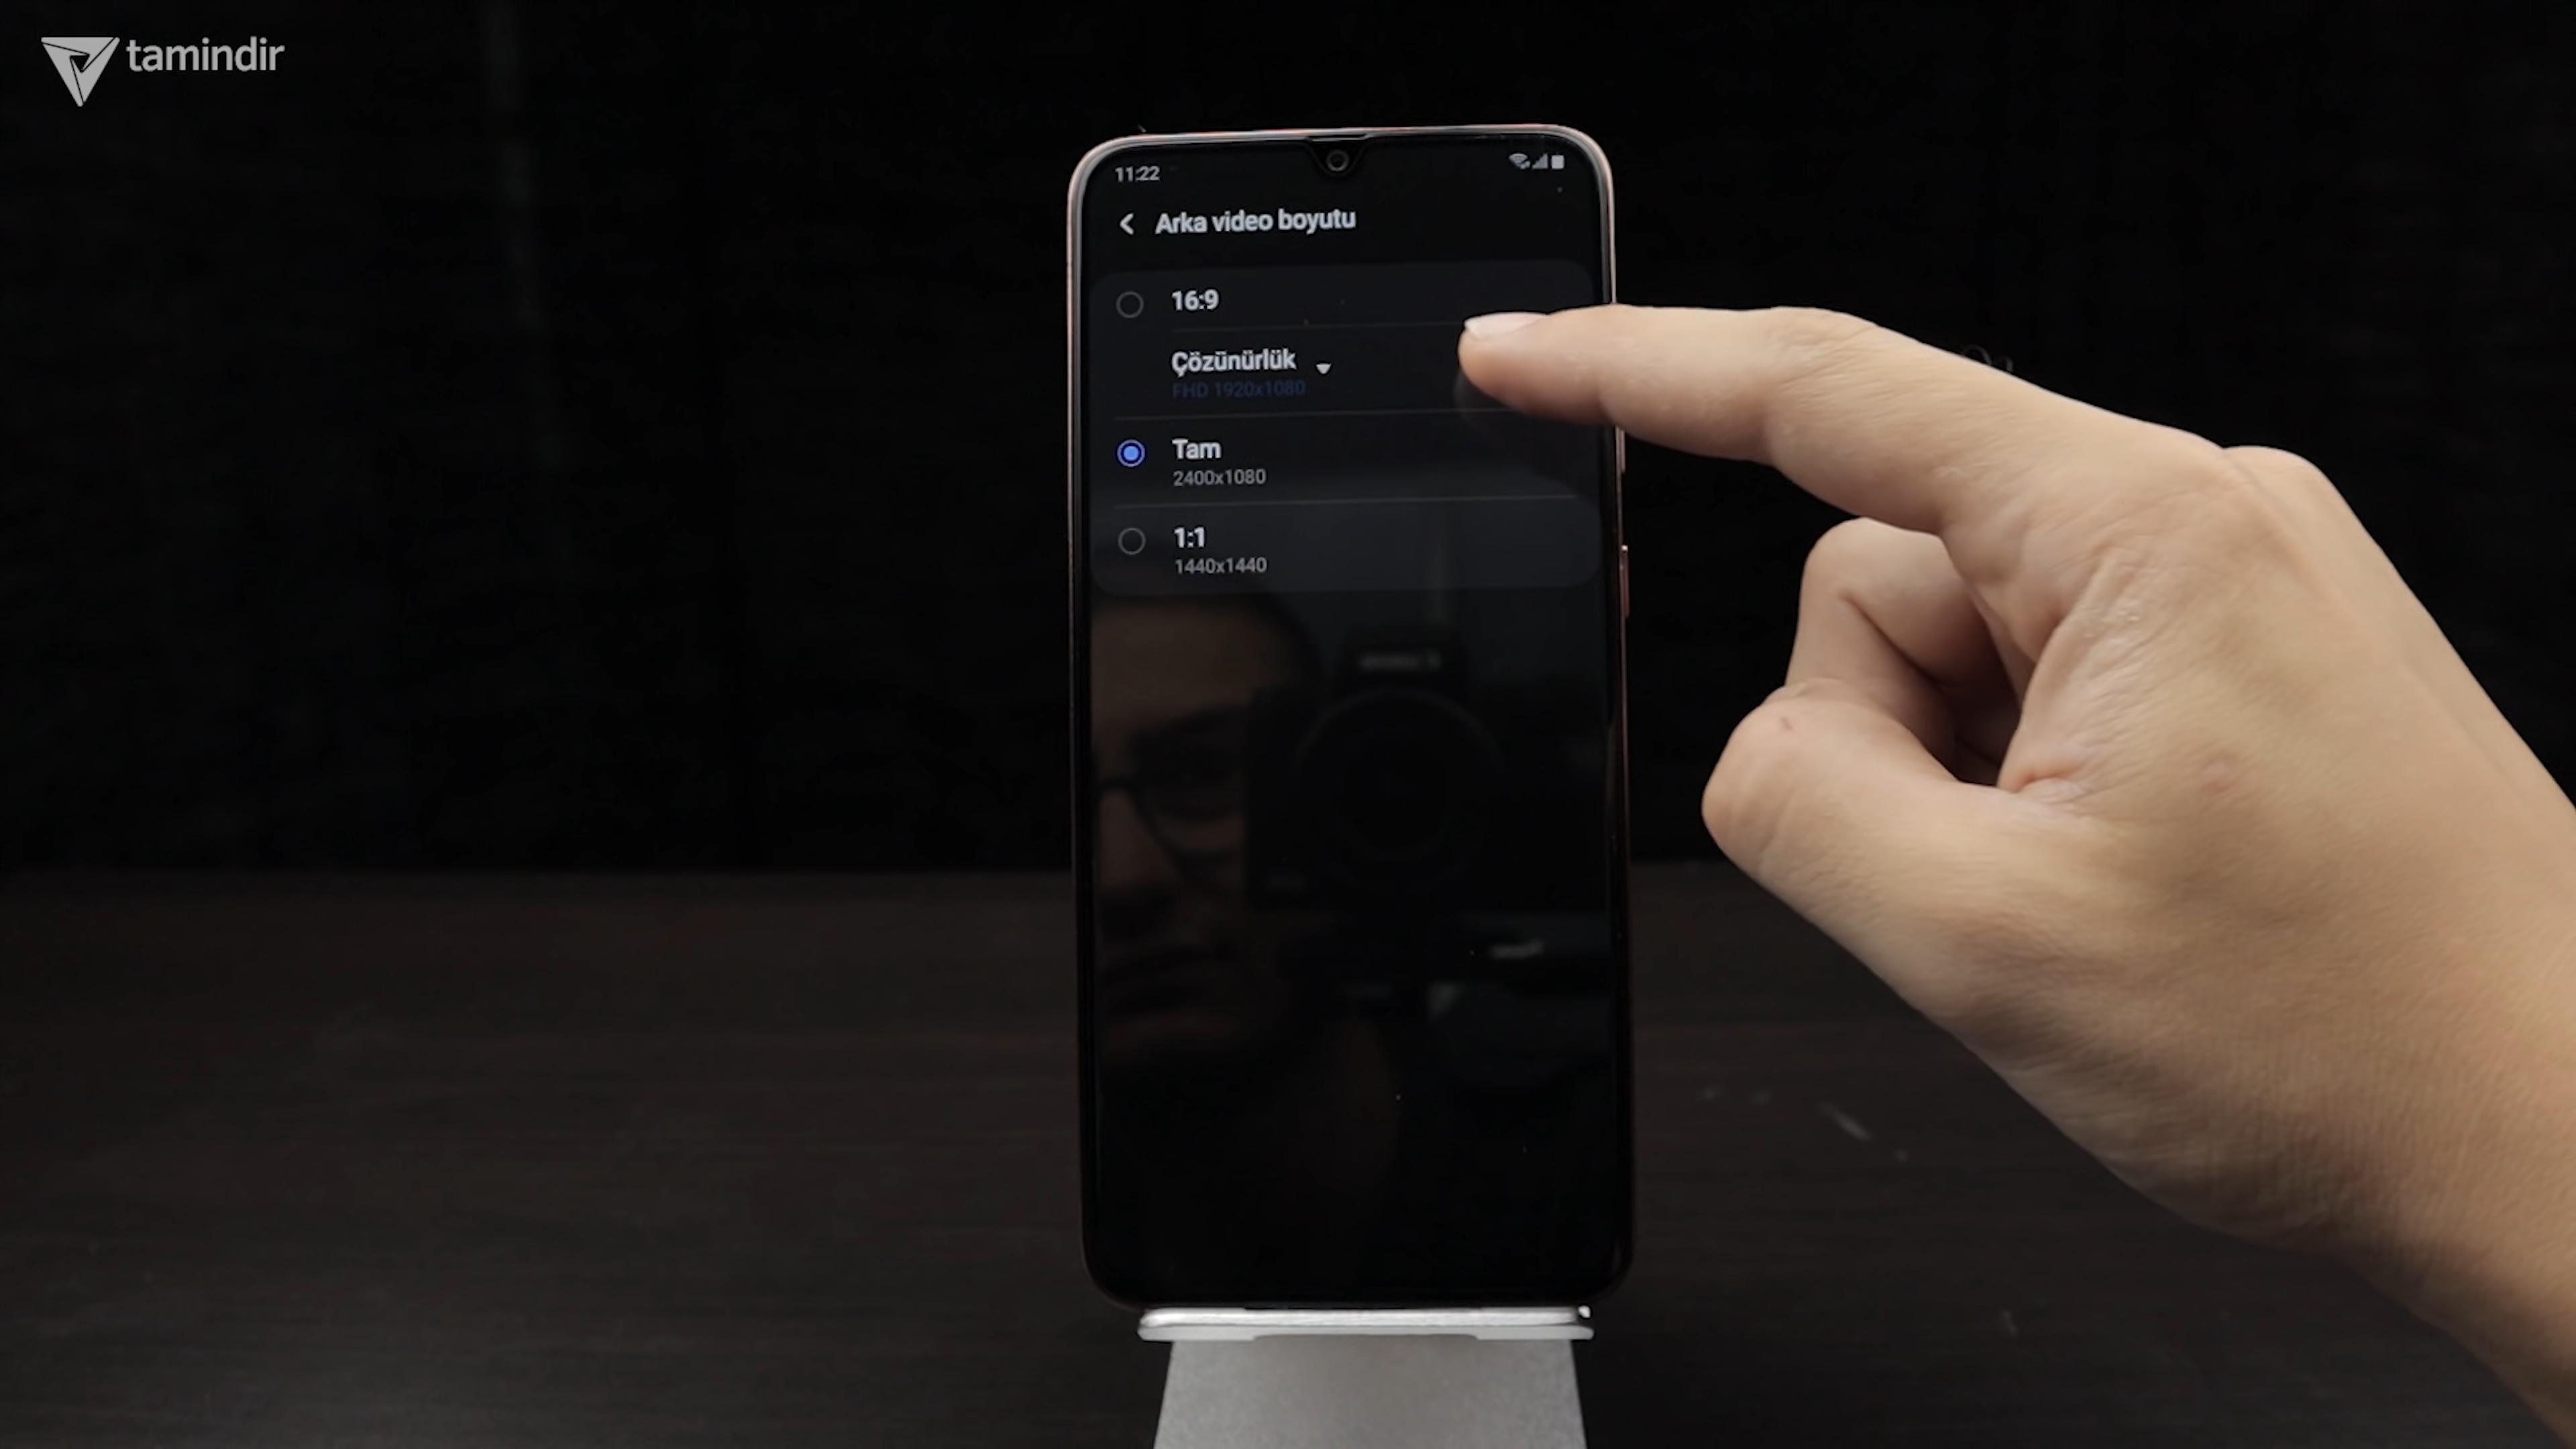 tamindir
11:22
Arka video boyutu
16:9
Çözünürlük
FHD 1920x1080
Tam
2400x1080
1:1
1440x1440